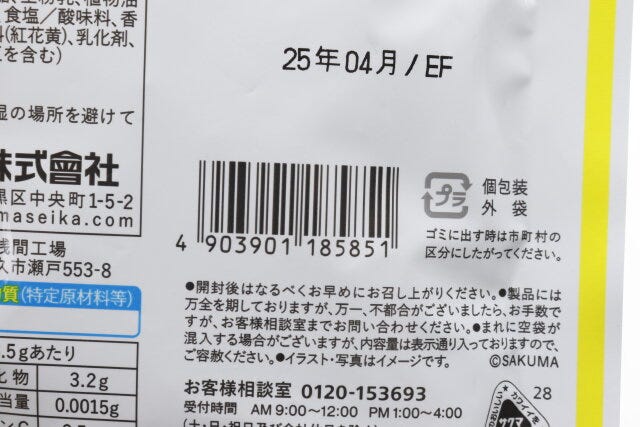 食塩／酸味料、香
料(紅花黄)、乳化剤、
を含む)
湿の場所を避けて
株式會社
黒区中央町1-5-2
maseika.com
浅間工場
久市瀬戸553-8
物質(特定原材料等)
.5gあたり
化物 3.2g
当量 0.0015g
25年04月/EF
4 903901 185851
プラ
個包装
外 袋
ゴミに出す時は市町村の
区分にしたがってください。
●開封後はなるべくお早めにお召し上がりください。●製品には
万全を期しておりますが、万一、不都合がございましたら、お手数で
すが、お客様相談室までお問い合わせください。●まれに空袋が
混入する場合がございますが、内容量は表示通り入っておりますので、
ご容赦ください。●イラスト・写真はイメージです。 ©SAKUMA
お客様相談室 0120-153693
受付時間 AM 9:00～12:00 PM 1:00～4:00
28
カワイイを
おいしい